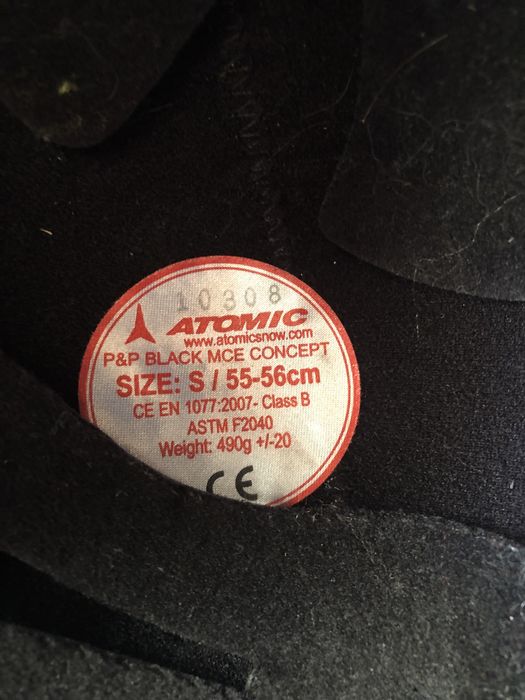 10308
ATOMIC
www.atomicsnow.com
P&P BLACK MCE CONCEPT
SIZE: S / 55-56cm
CE EN 1077:2007- Class B
ASTM F2040
Weight: 490g +/-20
CE